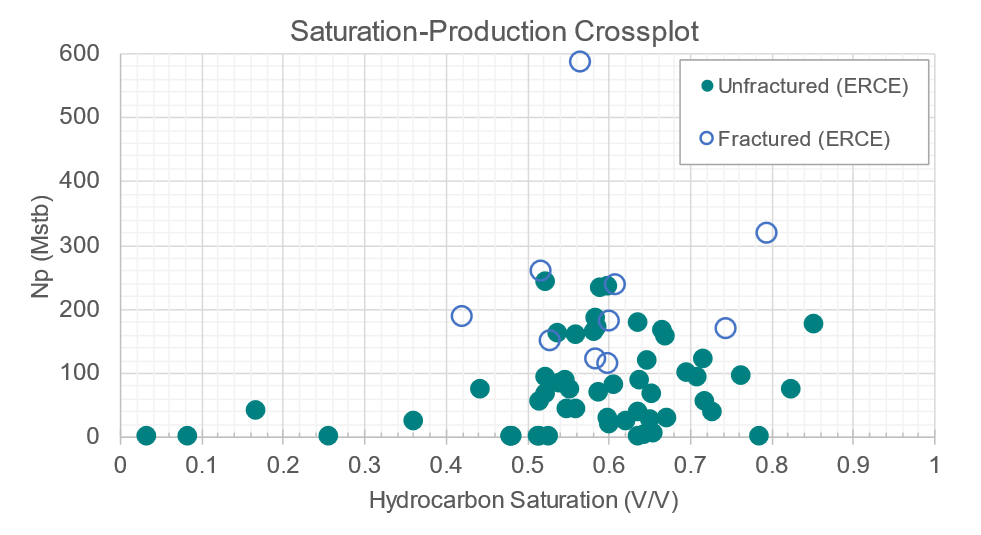 Saturation-Production Crossplot
600
500
400
300
200
100
0
Np (Mstb)
Unfractured (ERCE)
Fractured (ERCE)
0 0.1 0.2 0.3 0.4 0.5 0.6 0.7 0.8 0.9 1
Hydrocarbon Saturation (V/V)